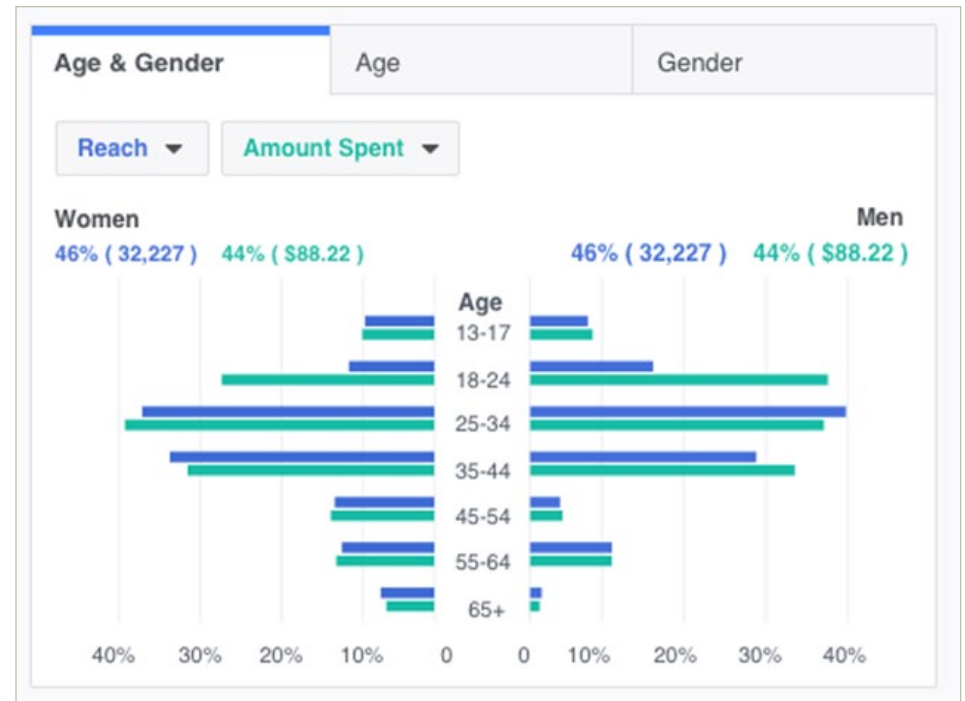 Age & Gender
Age
Gender
Reach
Amount Spent
Women
Men
46% ( 32,227 ) 44% ( $88.22 )
46% ( 32,227 ) 44% ( $88.22 )
Age
13-17
18-24
25-34
35-44
45-54
55-64
65+
40% 30% 20% 10% 0 0 10% 20% 30% 40%